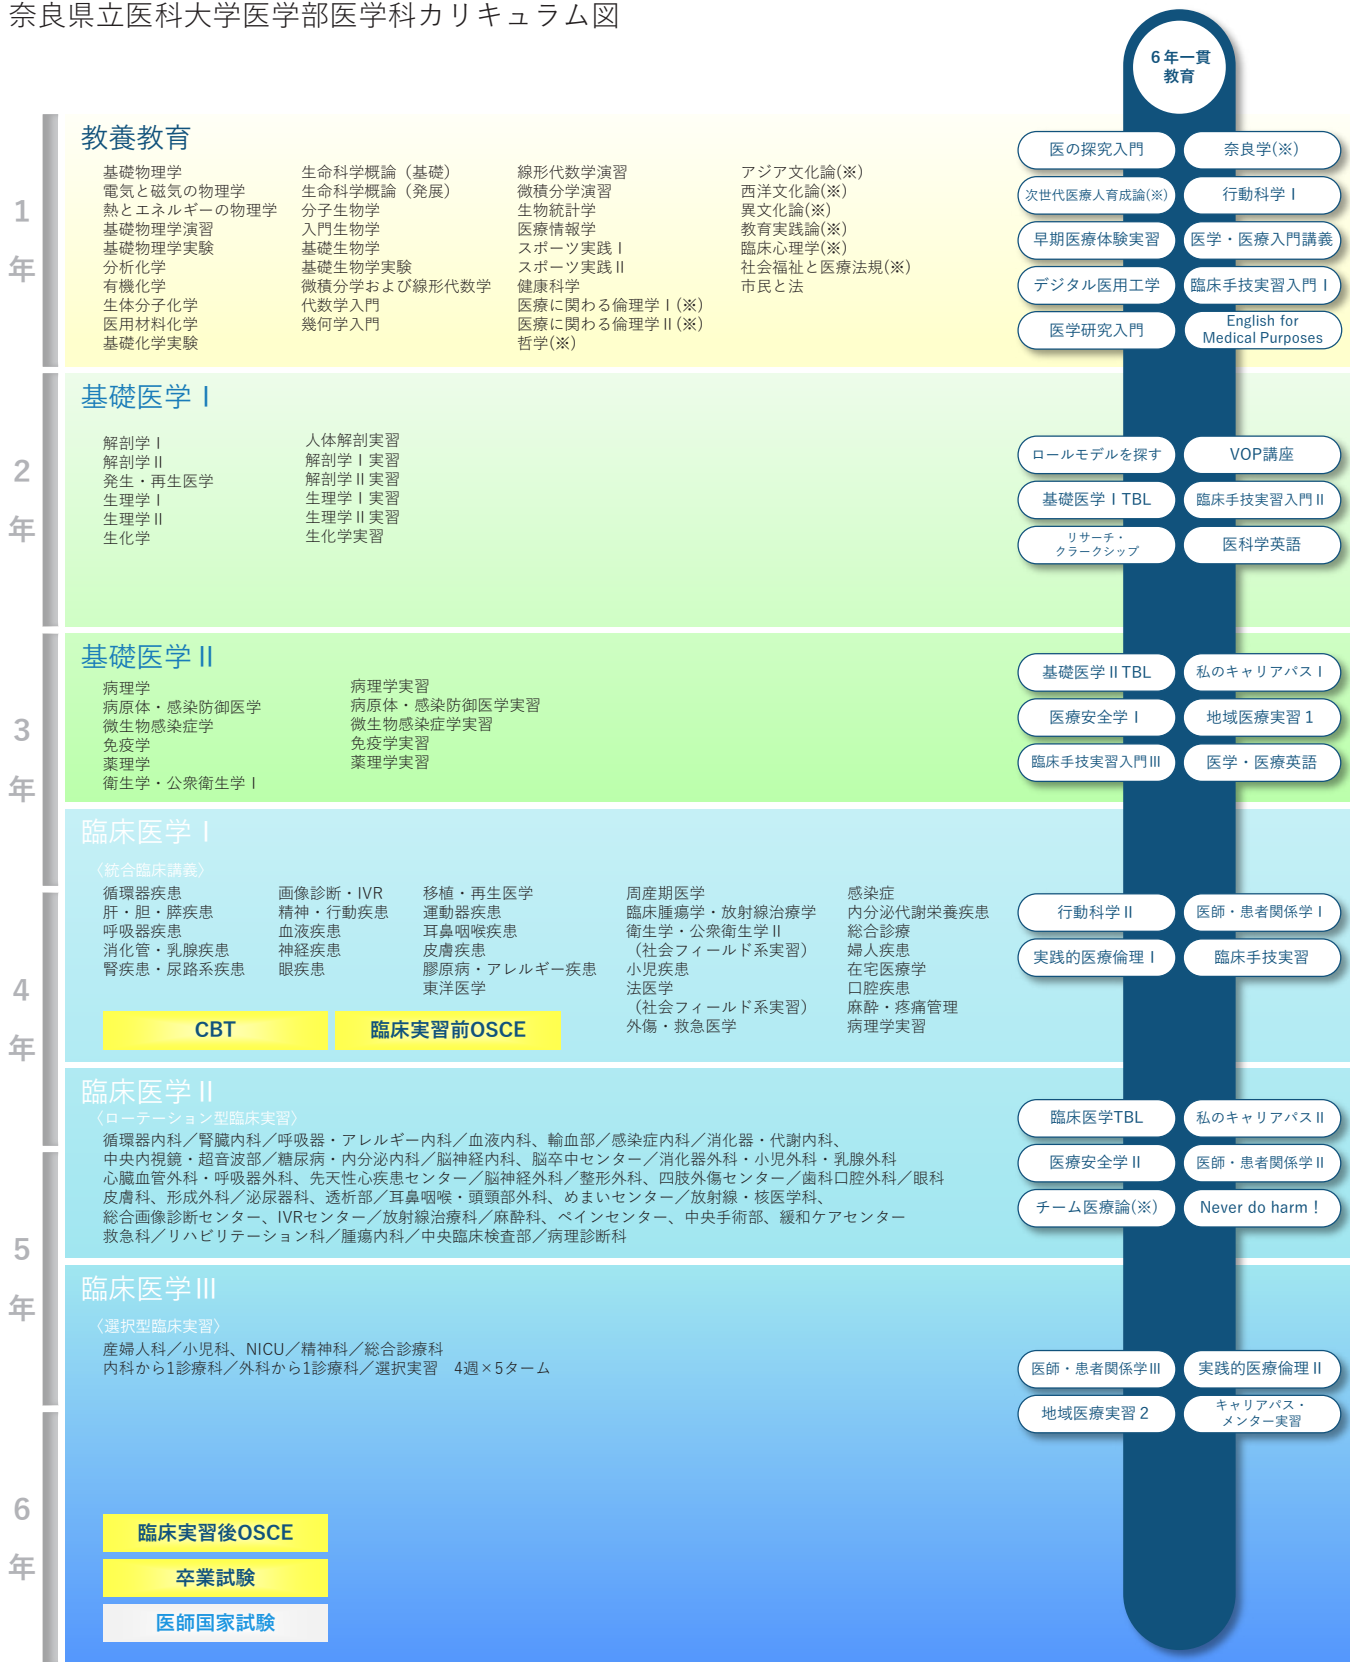 奈良県立医科大学医学部医学科カリキュラム図
6年一貫
教育
1
年
教養教育
基礎物理学
電気と磁気の物理学
熱とエネルギーの物理学
基礎物理学演習
基礎物理学実験
分析化学
有機化学
生体分子化学
医用材料化学
基礎化学実験
生命科学概論（基礎）
生命科学概論（発展）
分子生物学
入門生物学
基礎生物学
基礎生物学実験
微積分学および線形代数学
代数学入門
幾何学入門
線形代数学演習
微積分学演習
生物統計学
医療情報学
スポーツ実践Ⅰ
スポーツ実践Ⅱ
健康科学
医療に関わる倫理学Ⅰ(※)
医療に関わる倫理学Ⅱ(※)
哲学(※)
アジア文化論(※)
西洋文化論(※)
異文化論(※)
教育実践論(※)
臨床心理学(※)
社会福祉と医療法規(※)
市民と法
医の探究入門
奈良学(※)
次世代医療人育成論(※)
行動科学Ⅰ
早期医療体験実習
医学・医療入門講義
デジタル医用工学
臨床手技実習入門Ⅰ
医学研究入門
English for
Medical Purposes
2
年
基礎医学Ⅰ
解剖学Ⅰ
解剖学Ⅱ
発生・再生医学
生理学Ⅰ
生理学Ⅱ
生化学
人体解剖実習
解剖学Ⅰ実習
解剖学Ⅱ実習
生理学Ⅰ実習
生理学Ⅱ実習
生化学実習
ロールモデルを探す
VOP講座
基礎医学ⅠTBL
臨床手技実習入門Ⅱ
リサーチ・
クラークシップ
医科学英語
3
年
基礎医学Ⅱ
病理学
病原体・感染防御医学
微生物感染症学
免疫学
薬理学
衛生学・公衆衛生学Ⅰ
病理学実習
病原体・感染防御医学実習
微生物感染症学実習
免疫学実習
薬理学実習
基礎医学ⅡTBL
私のキャリアパスⅠ
医療安全学Ⅰ
地域医療実習1
臨床手技実習入門Ⅲ
医学・医療英語
臨床医学Ⅰ
〈統合臨床講義〉
循環器疾患
肝・胆・膵疾患
呼吸器疾患
消化管・乳腺疾患
腎疾患・尿路系疾患
画像診断・IVR
精神・行動疾患
血液疾患
神経疾患
眼疾患
移植・再生医学
運動器疾患
耳鼻咽喉疾患
皮膚疾患
膠原病・アレルギー疾患
東洋医学
周産期医学
臨床腫瘍学・放射線治療学
衛生学・公衆衛生学Ⅱ
（社会フィールド系実習）
小児疾患
法医学
（社会フィールド系実習）
外傷・救急医学
感染症
内分泌代謝栄養疾患
総合診療
婦人疾患
在宅医療学
口腔疾患
麻酔・疼痛管理
病理学実習
4
年
CBT
臨床実習前OSCE
行動科学Ⅱ
医師・患者関係学Ⅰ
実践的医療倫理Ⅰ
臨床手技実習
臨床医学Ⅱ
〈ローテーション型臨床実習〉
循環器内科／腎臓内科／呼吸器・アレルギー内科／血液内科、輸血部／感染症内科／消化器・代謝内科、
中央内視鏡・超音波部／糖尿病・内分泌内科／脳神経内科、脳卒中センター／消化器外科・小児外科・乳腺外科
心臓血管外科・呼吸器外科、先天性心疾患センター／脳神経外科／整形外科、四肢外傷センター／歯科口腔外科／眼科
皮膚科、形成外科／泌尿器科、透析部／耳鼻咽喉・頭頸部外科、めまいセンター／放射線・核医学科、
総合画像診断センター、IVRセンター／放射線治療科／麻酔科、ペインセンター、中央手術部、緩和ケアセンター
救急科／リハビリテーション科／腫瘍内科／中央臨床検査部／病理診断科
臨床医学TBL
私のキャリアパスⅡ
医療安全学Ⅱ
医師・患者関係学Ⅱ
チーム医療論(※)
Never do harm！
5
年
臨床医学Ⅲ
〈選択型臨床実習〉
産婦人科／小児科、NICU／精神科／総合診療科
内科から1診療科／外科から1診療科／選択実習　4週×5ターム
医師・患者関係学Ⅲ
実践的医療倫理Ⅱ
地域医療実習2
キャリアパス・
メンター実習
6
年
臨床実習後OSCE
卒業試験
医師国家試験